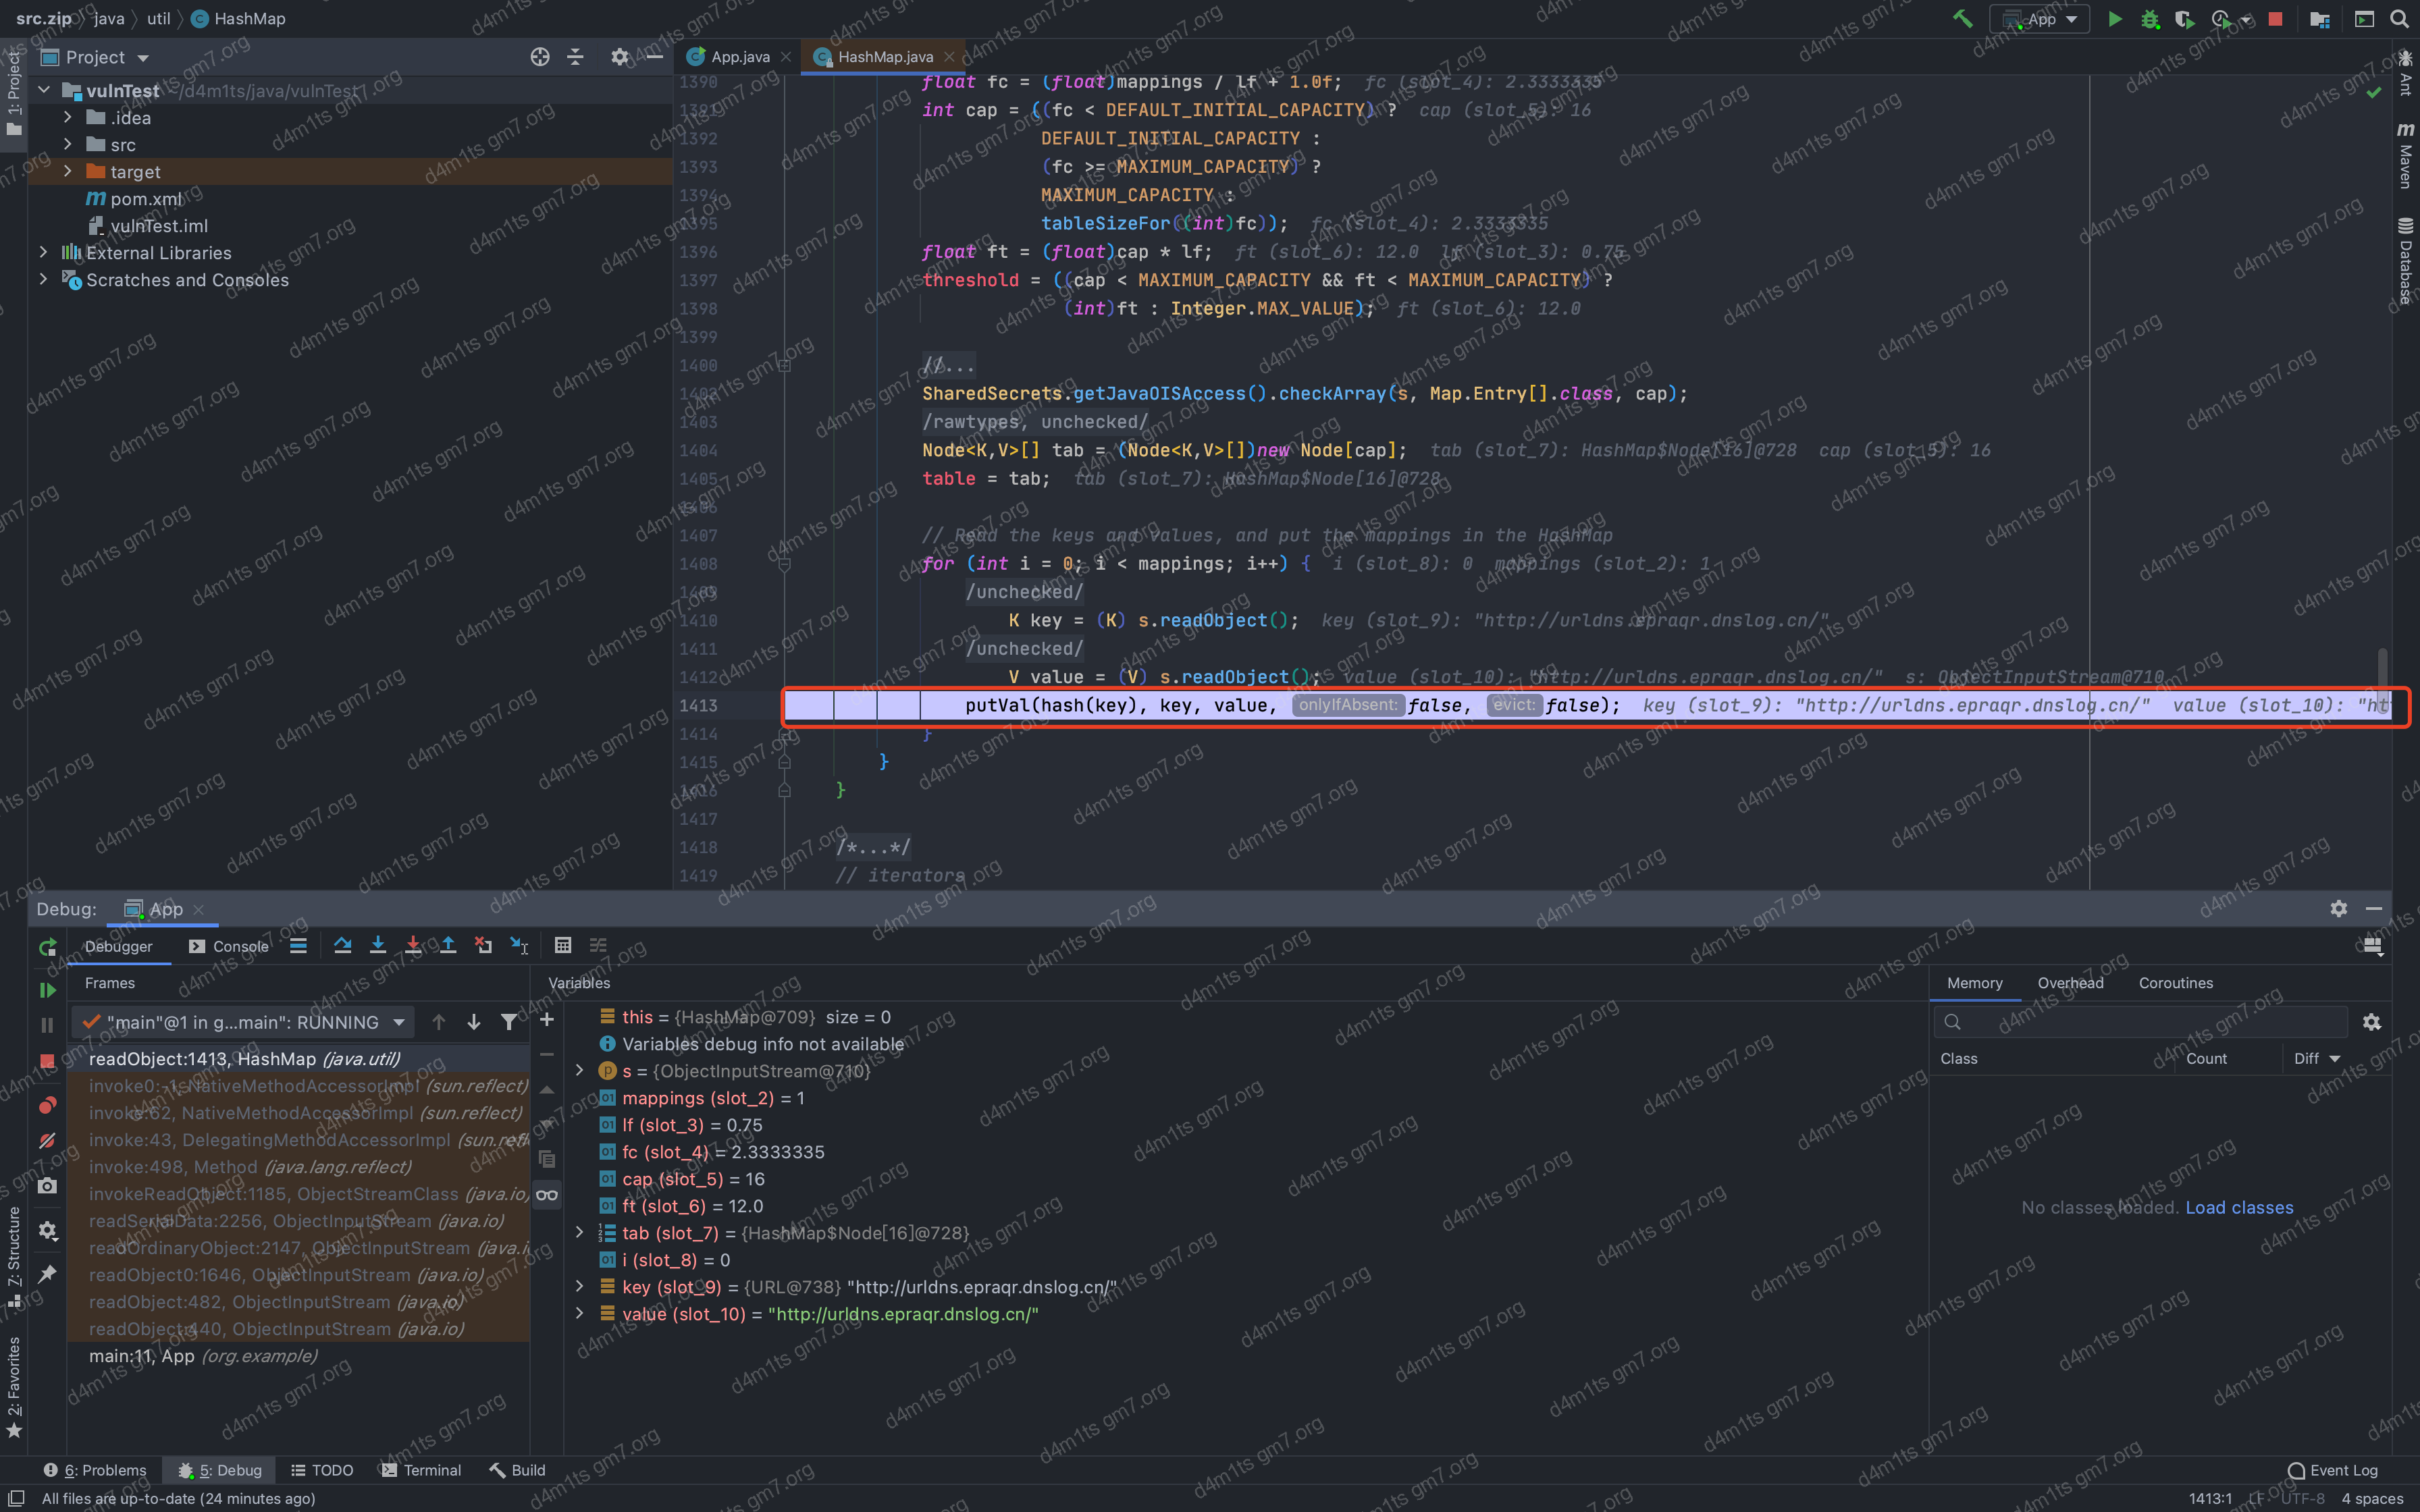 src.zip java util HashMap
App
Project
App.java HashMap.java
1: Project
vulnTest ~/d4m1ts/java/vulnTest
.idea
src
target
pom.xml
vulnTest.iml
External Libraries
Scratches and Consoles
1390 float fc = (float)mappings / lf + 1.0f; fc (slot_4): 2.3333335
1391 int cap = ((fc < DEFAULT_INITIAL_CAPACITY) ? cap (slot_5): 16
1392 DEFAULT_INITIAL_CAPACITY :
1393 (fc >= MAXIMUM_CAPACITY) ?
1394 MAXIMUM_CAPACITY :
1395 tableSizeFor((int)fc)); fc (slot_4): 2.3333335
1396 float ft = (float)cap * lf; ft (slot_6): 12.0 lf (slot_3): 0.75
1397 threshold = ((cap < MAXIMUM_CAPACITY && ft < MAXIMUM_CAPACITY) ?
1398 (int)ft : Integer.MAX_VALUE); ft (slot_6): 12.0
1399
1400 //...
1402 SharedSecrets.getJavaOISAccess().checkArray(s, Map.Entry[].class, cap);
1403 /rawtypes, unchecked/
1404 Node<K,V>[] tab = (Node<K,V>[])new Node[cap]; tab (slot_7): HashMap$Node[16]@728 cap (slot_5): 16
1405 table = tab; tab (slot_7): HashMap$Node[16]@728
1406
1407 // Read the keys and values, and put the mappings in the HashMap
1408 for (int i = 0; i < mappings; i++) { i (slot_8): 0 mappings (slot_2): 1
1409 /unchecked/
1410 K key = (K) s.readObject(); key (slot_9): "http://urldns.epraqr.dnslog.cn/"
1411 /unchecked/
1412 V value = (V) s.readObject(); value (slot_10): "http://urldns.epraqr.dnslog.cn/" s: ObjectInputStream@710
1413 putVal(hash(key), key, value, onlyIfAbsent: false, evict: false); key (slot_9): "http://urldns.epraqr.dnslog.cn/" value (slot_10): "ht
1414 }
1415 }
1416 }
1417
1418 /*...*/
1419 // iterators
Ant
Maven
Database
Debug: App
Debugger Console
Frames
Variables
Memory Overhead Coroutines
"main"@1 in g...main": RUNNING
readObject:1413, HashMap (java.util)
invoke0:-1, NativeMethodAccessorImpl (sun.reflect)
invoke:62, NativeMethodAccessorImpl (sun.reflect)
invoke:43, DelegatingMethodAccessorImpl (sun.refl
invoke:498, Method (java.lang.reflect)
invokeReadObject:1185, ObjectStreamClass (java.io)
readSerialData:2256, ObjectInputStream (java.io)
readOrdinaryObject:2147, ObjectInputStream (java.i
readObject0:1646, ObjectInputStream (java.io)
readObject:482, ObjectInputStream (java.io)
readObject:440, ObjectInputStream (java.io)
main:11, App (org.example)
this = {HashMap@709} size = 0
Variables debug info not available
s = {ObjectInputStream@710}
mappings (slot_2) = 1
lf (slot_3) = 0.75
fc (slot_4) = 2.3333335
cap (slot_5) = 16
ft (slot_6) = 12.0
tab (slot_7) = {HashMap$Node[16]@728}
i (slot_8) = 0
key (slot_9) = {URL@738} "http://urldns.epraqr.dnslog.cn/"
value (slot_10) = "http://urldns.epraqr.dnslog.cn/"
Class Count Diff
No classes loaded. Load classes
7: Structure
2: Favorites
6: Problems 5: Debug TODO Terminal Build
Event Log
All files are up-to-date (24 minutes ago)
1413:1 LF UTF-8 4 spaces
d4m1ts gm7.org